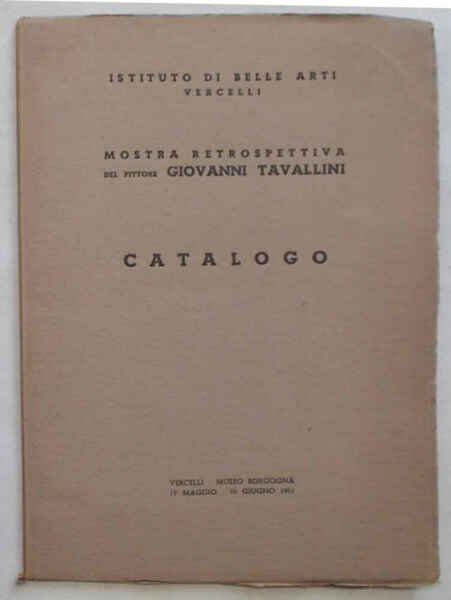 ISTITUTO DI BELLE ARTI
VERCELLI
MOSTRA RETROSPETTIVA
DEL PITTORE GIOVANNI TAVALLINI
CATALOGO
VERCELLI MUSEO BORGOGNA
MAGGIO GIUGNO